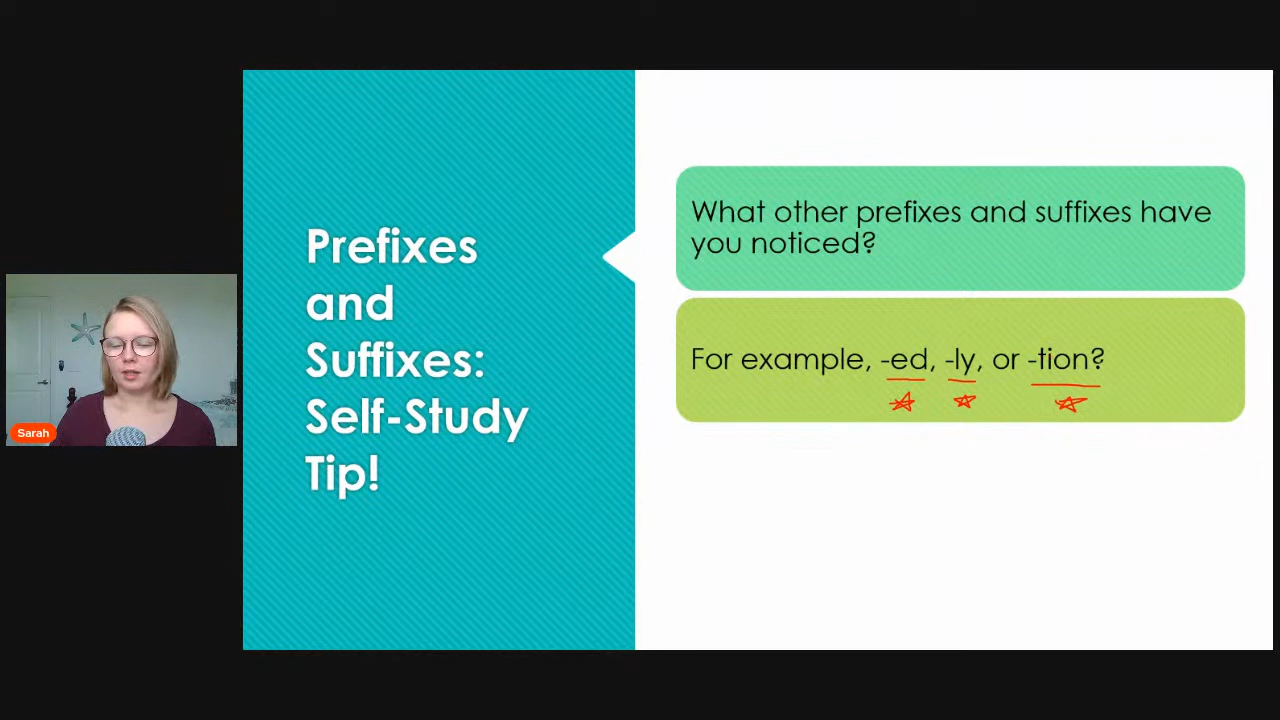 Prefixes
and
Suffixes:
Self-Study
Tip!
What other prefixes and suffixes have
you noticed?
For example, -ed, -ly, or -tion?
Sarah